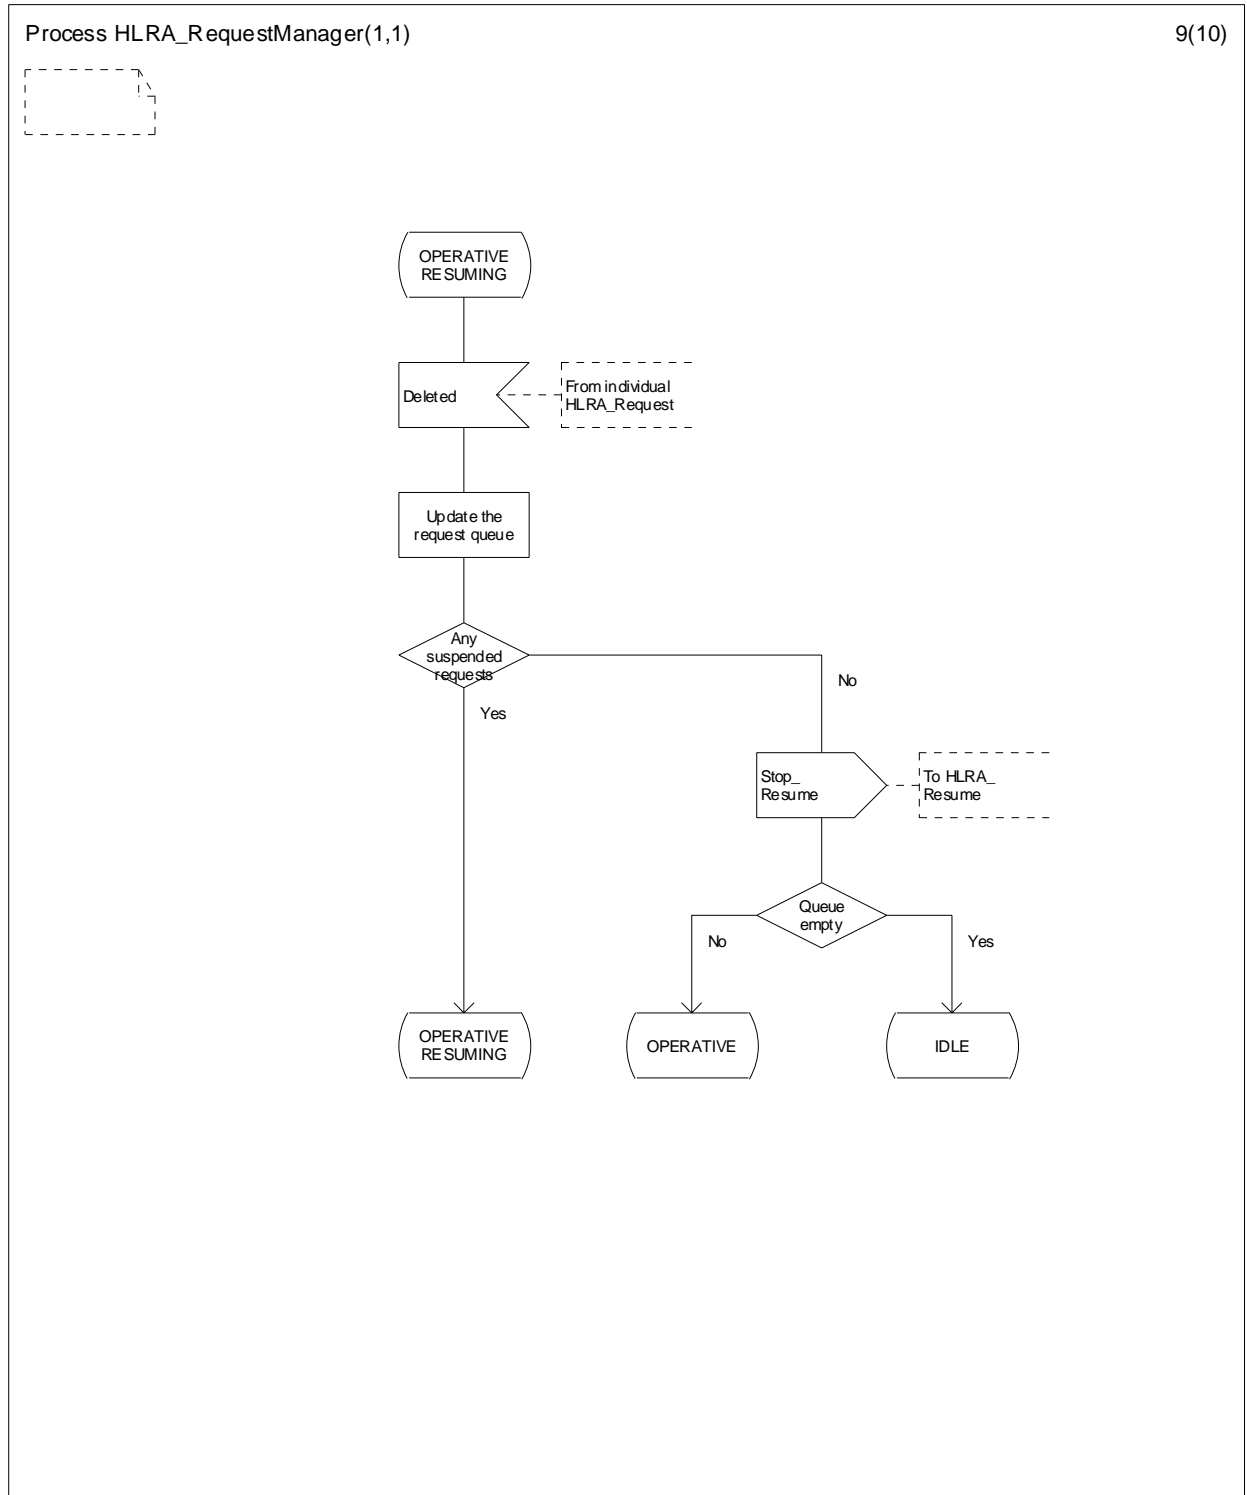 Process HLRA_RequestManager(1,1)
9(10)
OPERATIVE
RESUMING
Deleted
From individual
HLRA_Request
Update the
request queue
Any
suspended
requests
No
Yes
Stop_
Resume
To HLRA_
Resume
Queue
empty
No
Yes
OPERATIVE
RESUMING
OPERATIVE
IDLE